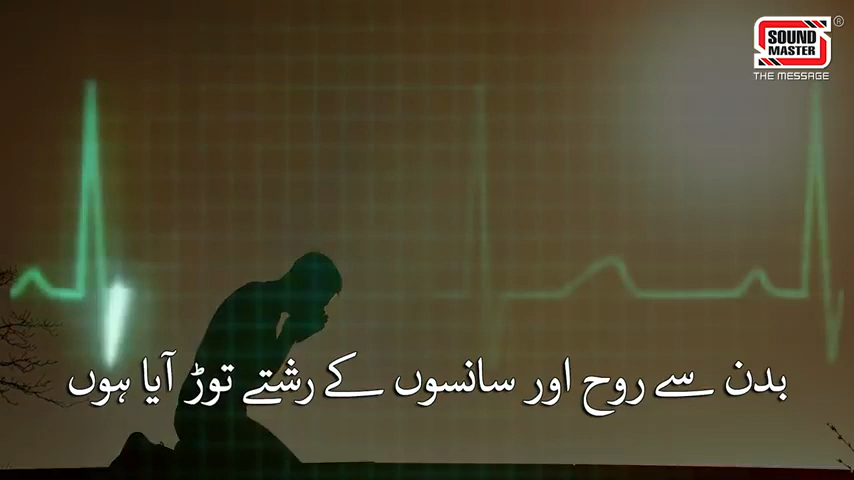 SOUND
MASTER
®
THE MESSAGE
بدن سے روح اور سانسوں کے رشتے توڑ آیا ہوں